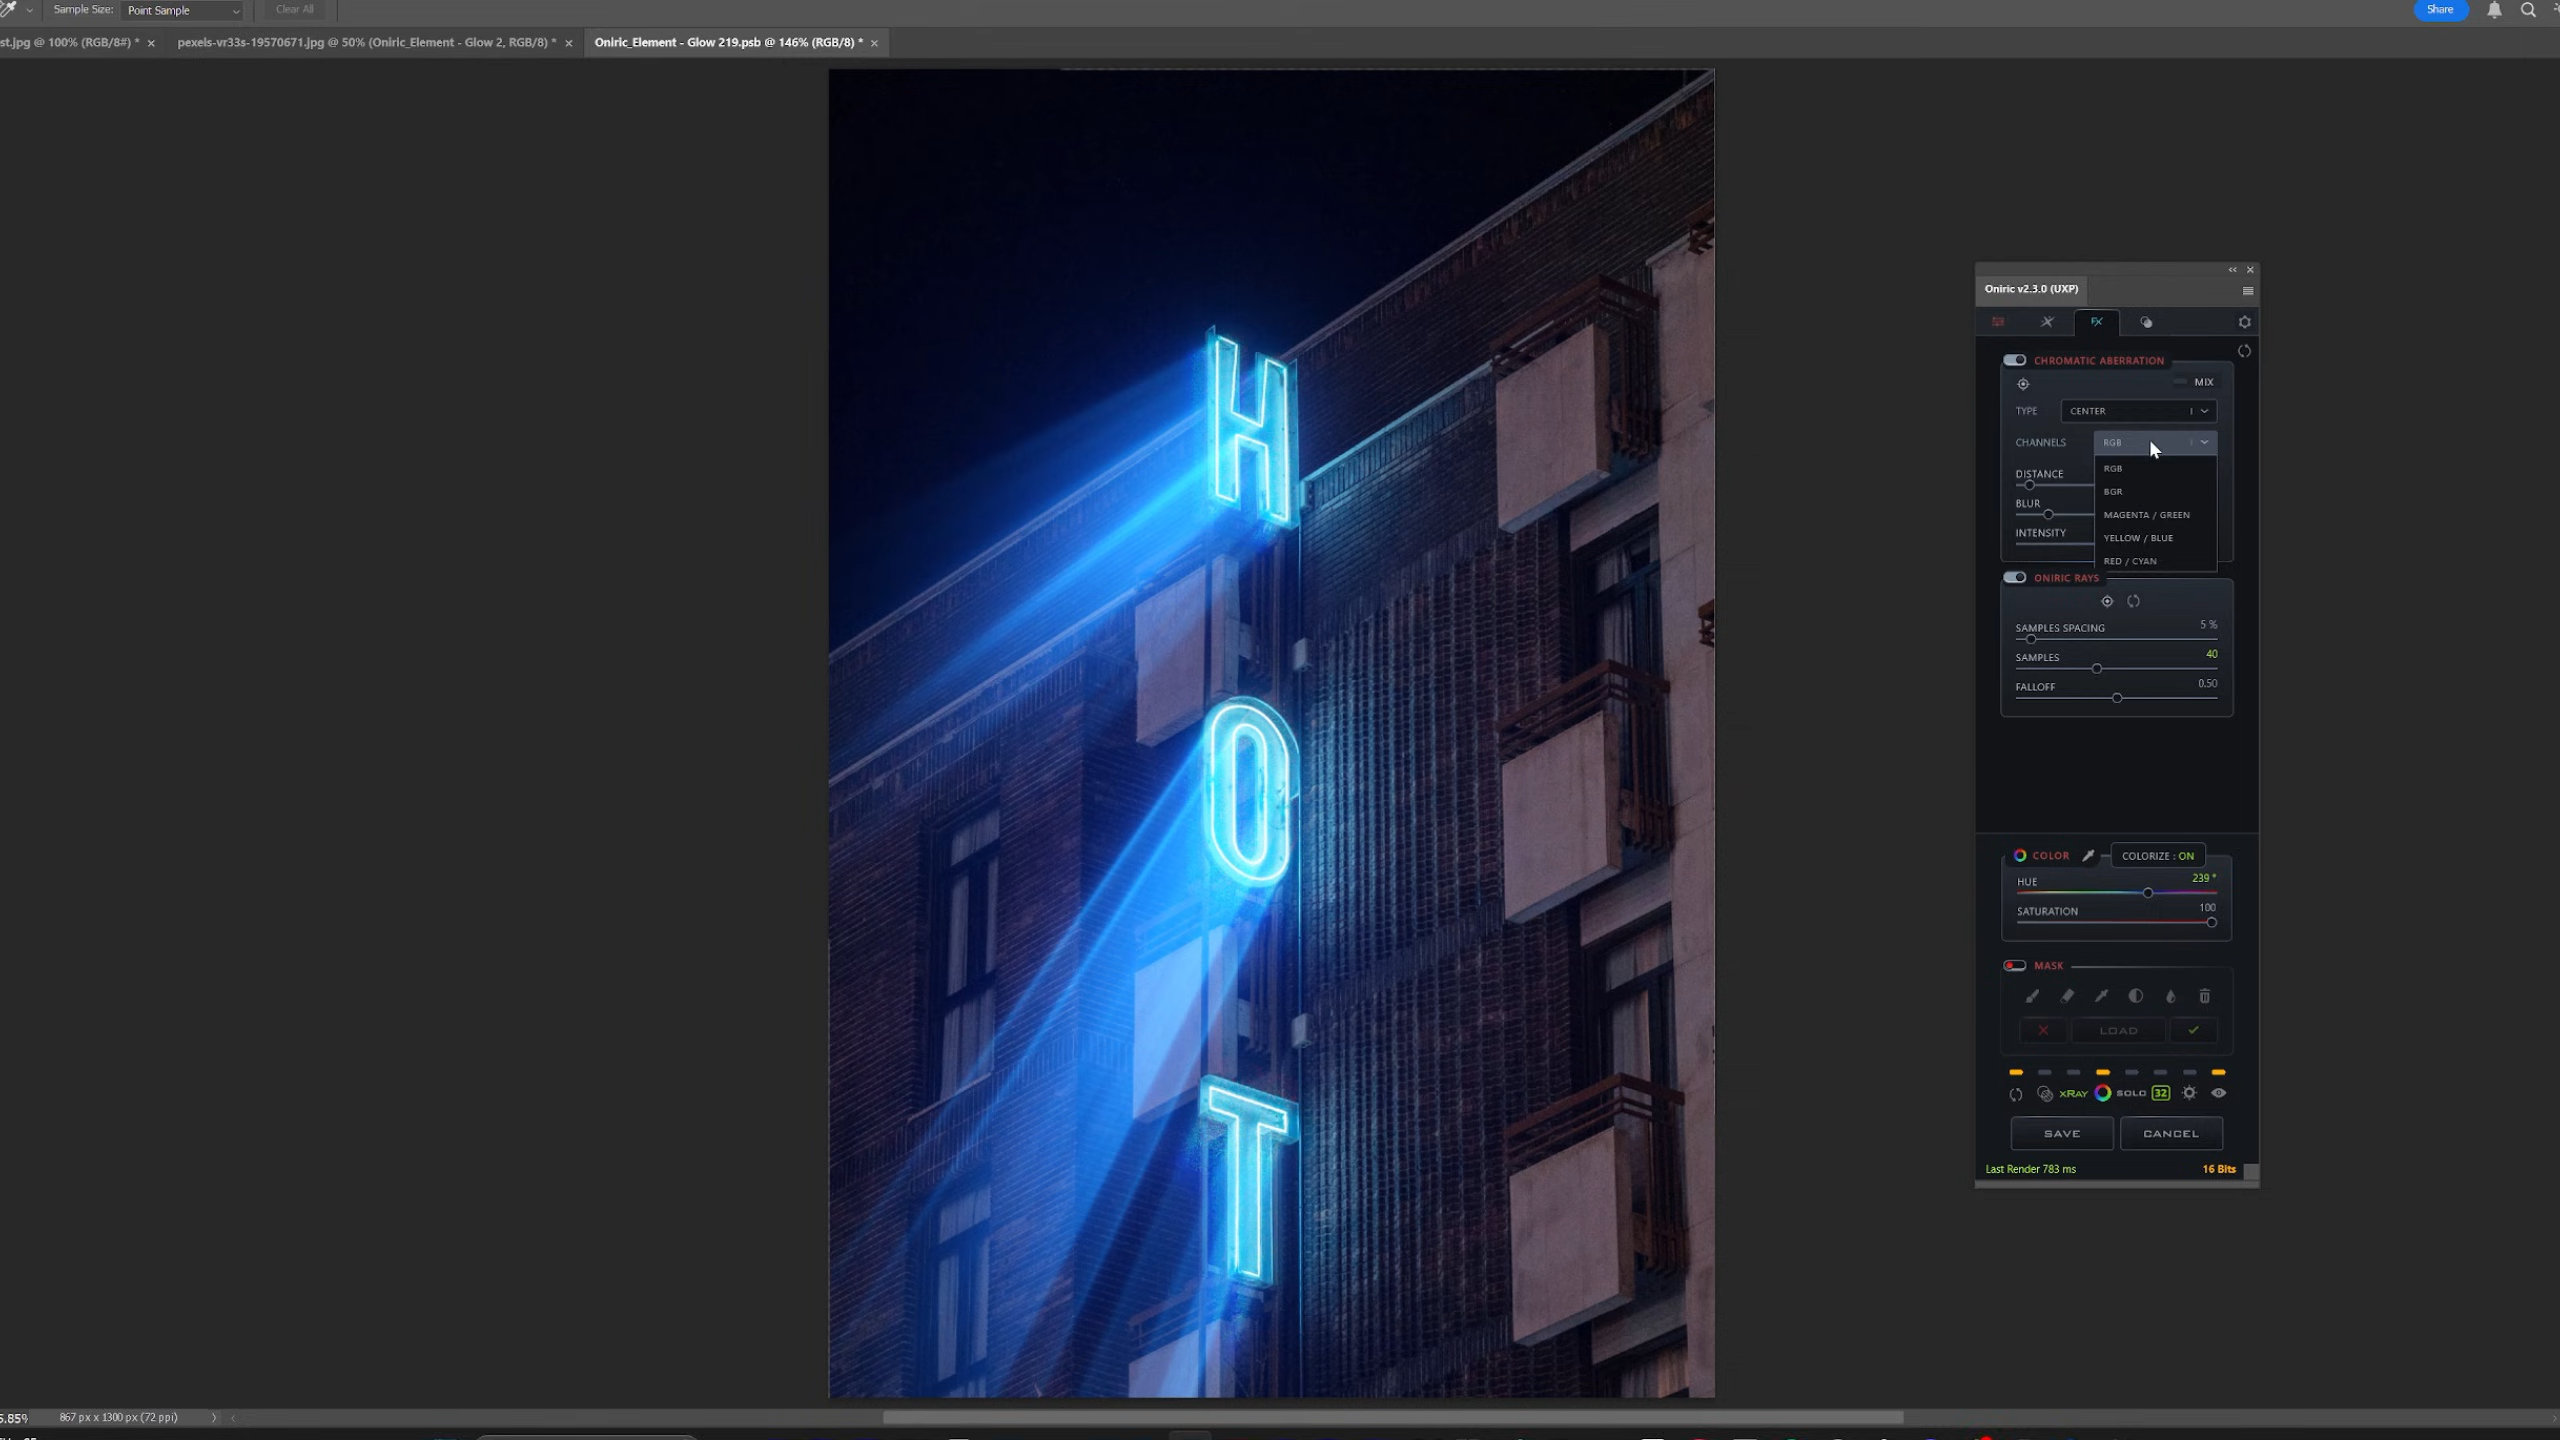 Sample Size: Point Sample Clear All Share
st.jpg @ 100% (RGB/8#) * × pexels-vr33s-19570671.jpg @ 50% (Oniric_Element - Glow 2, RGB/8) * × Oniric_Element - Glow 219.psb @ 146% (RGB/8) * ×
H
O
T
Oniric v2.3.0 (UXP)
FX
CHROMATIC ABERRATION
MIX
TYPE CENTER
CHANNELS RGB
RGB
DISTANCE
BGR
BLUR
MAGENTA / GREEN
INTENSITY
YELLOW / BLUE
RED / CYAN
ONIRIC RAYS
SAMPLES SPACING 5 %
SAMPLES 40
FALLOFF 0.50
COLOR COLORIZE : ON
HUE 239 °
SATURATION 100
MASK
LOAD
XRAY SOLO 32
SAVE CANCEL
Last Render 783 ms 16 Bits
5.85% 867 px x 1300 px (72 ppi)